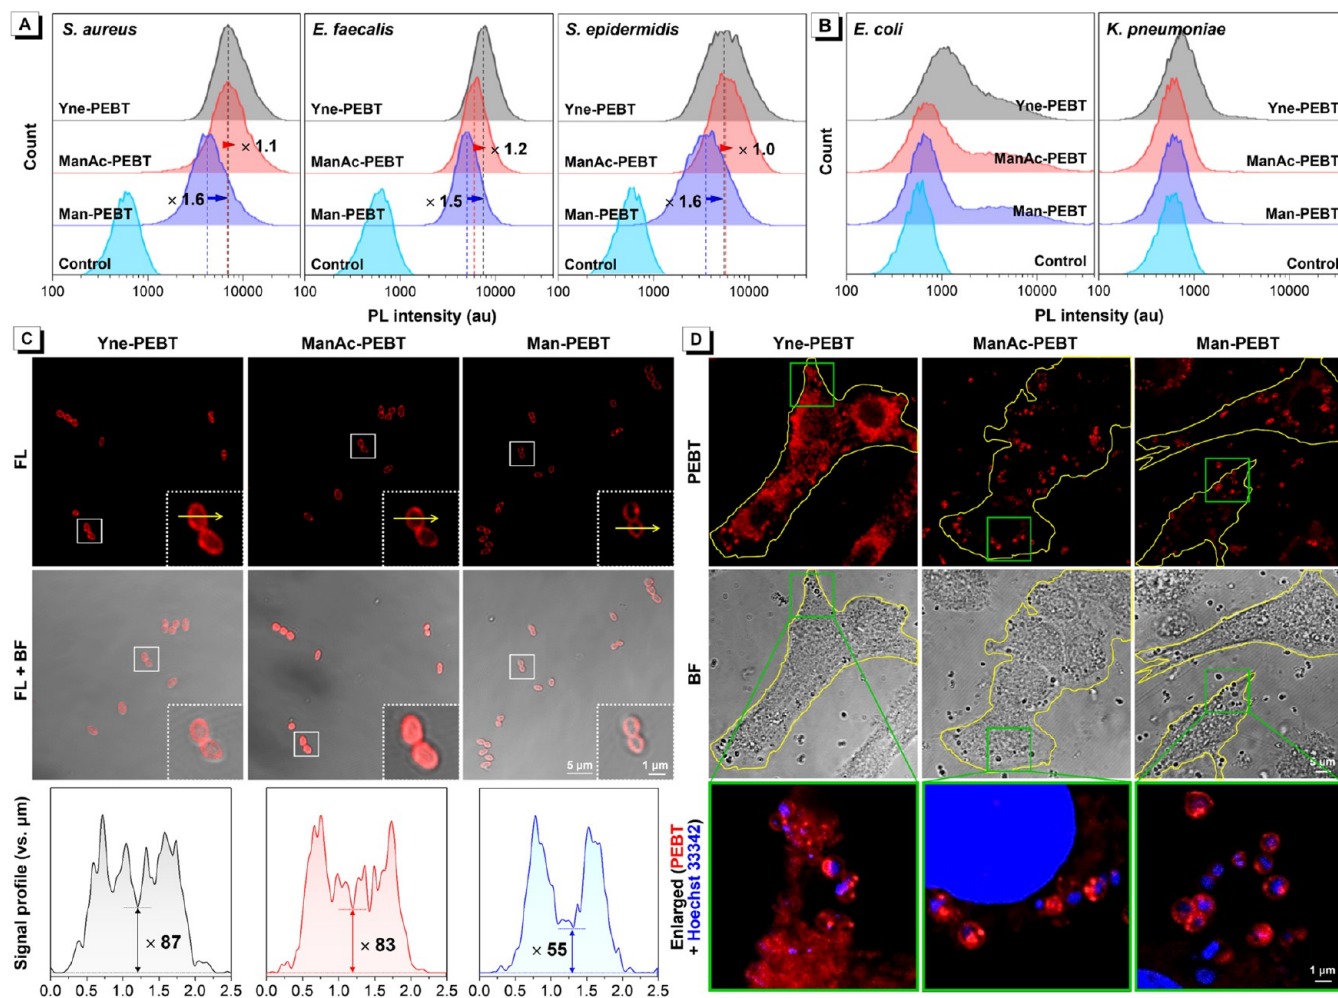 A
S. aureus
Yne-PEBT
ManAc-PEBT
× 1.1
Man-PEBT
× 1.6
Control
E. faecalis
Yne-PEBT
ManAc-PEBT
× 1.2
Man-PEBT
× 1.5
Control
S. epidermidis
Yne-PEBT
ManAc-PEBT
× 1.0
Man-PEBT
× 1.6
Control
Count
100 1000 10000 100 1000 10000 100 1000 10000
PL intensity (au)
B
E. coli
Yne-PEBT
ManAc-PEBT
Man-PEBT
Control
K. pneumoniae
Yne-PEBT
ManAc-PEBT
Man-PEBT
Control
Count
100 1000 10000 100 1000 10000
PL intensity (au)
C
Yne-PEBT ManAc-PEBT Man-PEBT
FL
FL + BF
5 μm 1 μm
Signal profile (vs. μm)
× 87
× 83
× 55
0.0 0.5 1.0 1.5 2.0 2.5 0.0 0.5 1.0 1.5 2.0 2.5 0.0 0.5 1.0 1.5 2.0 2.5
D
Yne-PEBT ManAc-PEBT Man-PEBT
PEBT
BF
5 μm
Enlarged (PEBT
+ Hoechst 33342)
1 μm